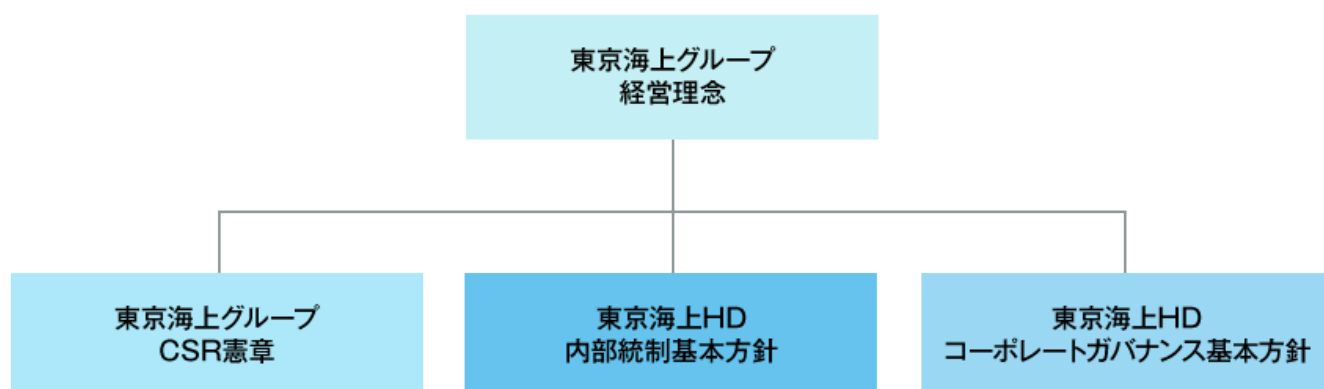 東京海上グループ
経営理念
東京海上グループ
CSR憲章
東京海上HD
内部統制基本方針
東京海上HD
コーポレートガバナンス基本方針